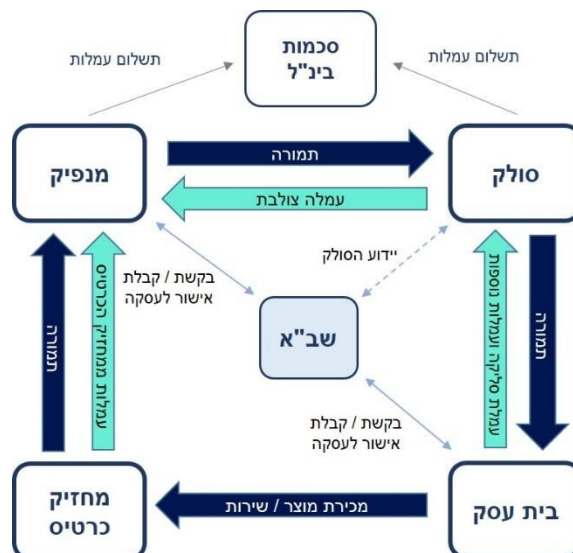 סכמות
בינ"ל
תשלום עמלות
תשלום עמלות
סולק
תמורה
מנפיק
עמלה צולבת
יידוע הסולק
בקשת / קבלת
אישור לעסקה
שב"א
תמורה
עמלת סליקה ועמלות נוספות
עמלות ממחזיק הכרטיס
תמורה
בקשת / קבלת
אישור לעסקה
בית עסק
מכירת מוצר / שירות
מחזיק
כרטיס